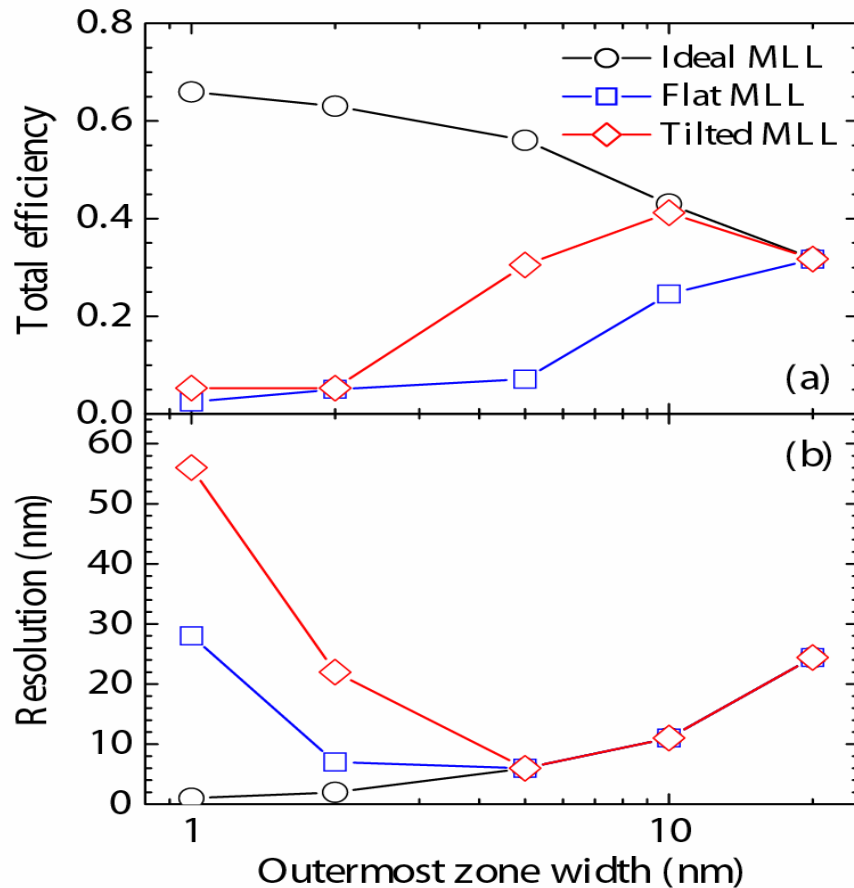 0.8
0.6
0.4
0.2
0.0
Total efficiency
Ideal MLL
Flat MLL
Tilted MLL
(a)
60
50
40
30
20
10
0
Resolution (nm)
(b)
1
10
Outermost zone width (nm)